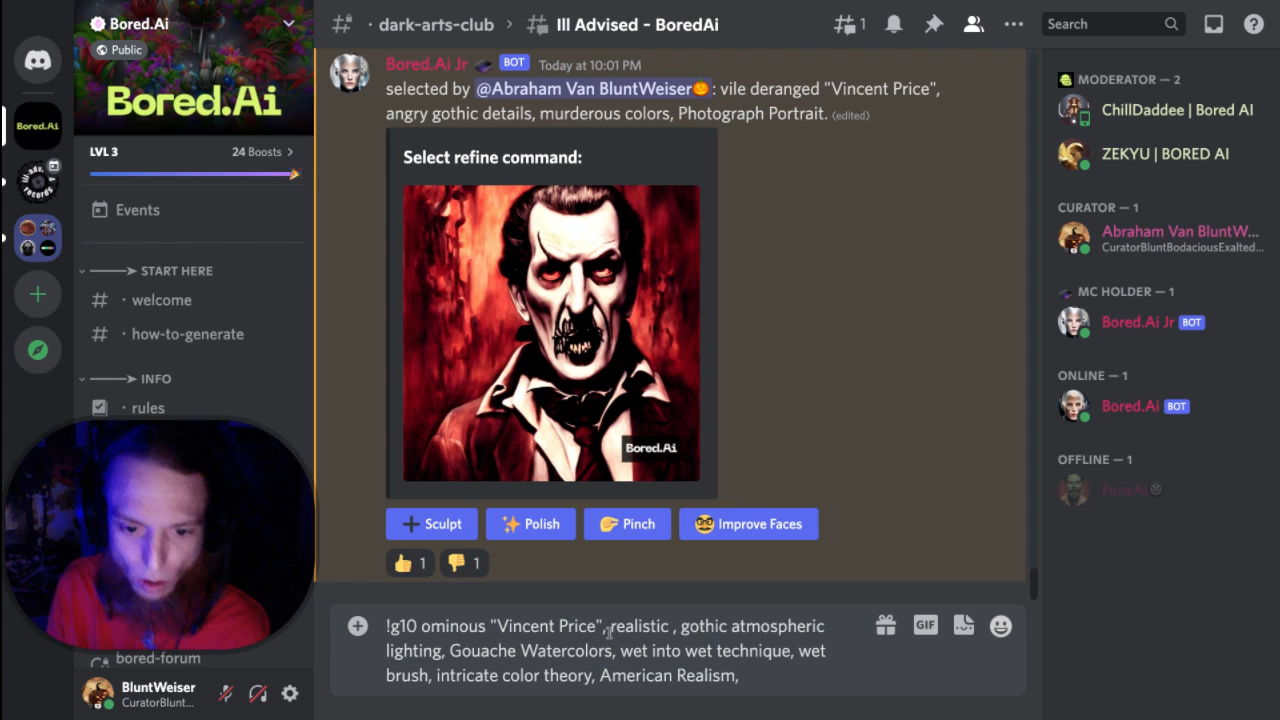 Bored.Ai
Public
Bored.Ai
LVL 3
24 Boosts
Events
START HERE
# · welcome
# · how-to-generate
INFO
· rules
bored-forum
BluntWeiser
CuratorBlunt...
Bored.Ai
# · dark-arts-club > Ill Advised - BoredAi
1
Search
Bored.Ai Jr BOT Today at 10:01 PM
selected by @Abraham Van BluntWeiser🎃: vile deranged "Vincent Price",
angry gothic details, murderous colors, Photograph Portrait. (edited)
Select refine command:
Bored.Ai
Sculpt
Polish
Pinch
Improve Faces
1
1
!g10 ominous "Vincent Price", realistic , gothic atmospheric
lighting, Gouache Watercolors, wet into wet technique, wet
brush, intricate color theory, American Realism,
GIF
MODERATOR — 2
ChillDaddee | Bored AI
ZEKYU | BORED AI
CURATOR — 1
Abraham Van BluntW...
CuratorBluntBodaciousExalted...
MC HOLDER — 1
Bored.Ai Jr BOT
ONLINE — 1
Bored.Ai BOT
OFFLINE — 1